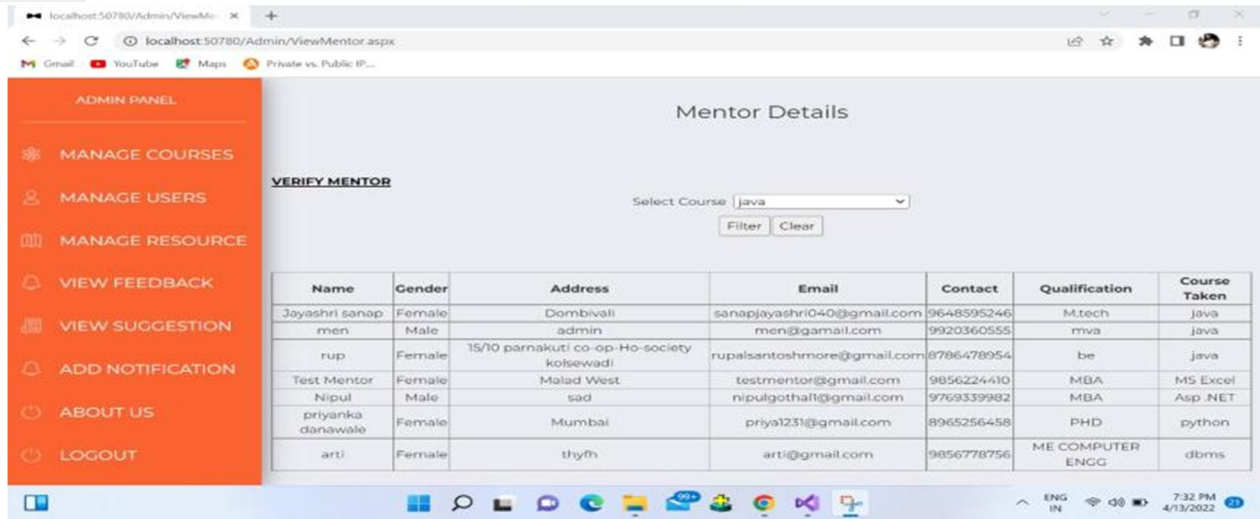 localhost:50780/Admin/ViewMe
localhost:50780/Admin/ViewMentor.aspx
Gmail YouTube Maps Private vs. Public IP...
ADMIN PANEL
MANAGE COURSES
MANAGE USERS
MANAGE RESOURCE
VIEW FEEDBACK
VIEW SUGGESTION
ADD NOTIFICATION
ABOUT US
LOGOUT
Mentor Details
VERIFY MENTOR
Select Course java
Filter Clear
Name Gender Address Email Contact Qualification Course Taken
Jayashri sanap Female Dombivali sanapjayashri040@gmail.com 9648595246 M.tech java
men Male admin men@gamail.com 9920360555 mva java
rup Female 15/10 parnakuti co-op-Ho-society kolsewadi rupalsantoshmore@gmail.com 8786478954 be java
Test Mentor Female Malad West testmentor@gmail.com 9856224410 MBA MS Excel
Nipul Male sad nipulgothal1@gmail.com 9769339982 MBA Asp .NET
priyanka danawale Female Mumbai priya1231@gmail.com 8965256458 PHD python
arti Female thyfh arti@gmail.com 9856778756 ME COMPUTER ENGG dbms
99+
ENG IN 7:32 PM 4/13/2022 21